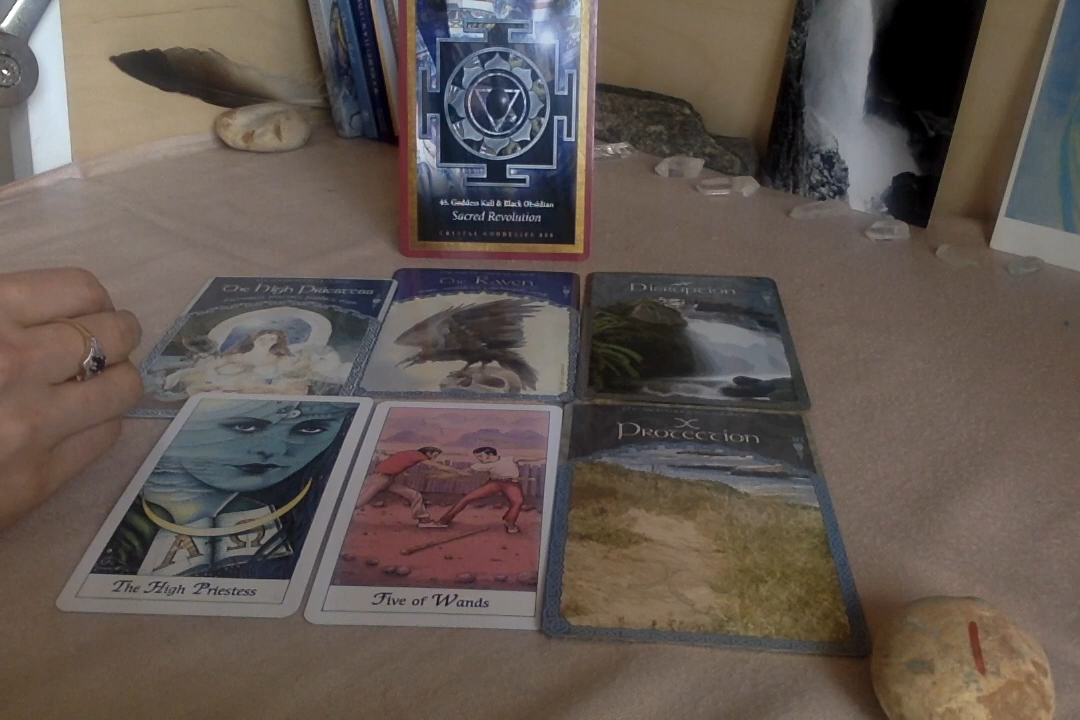 45. Goddess Kali & Black Obsidian
Sacred Revolution
CRYSTAL GODDESSES 888
The High Priestess
The Raven
Disruption
The High Priestess
A Ω
Five of Wands
Protection